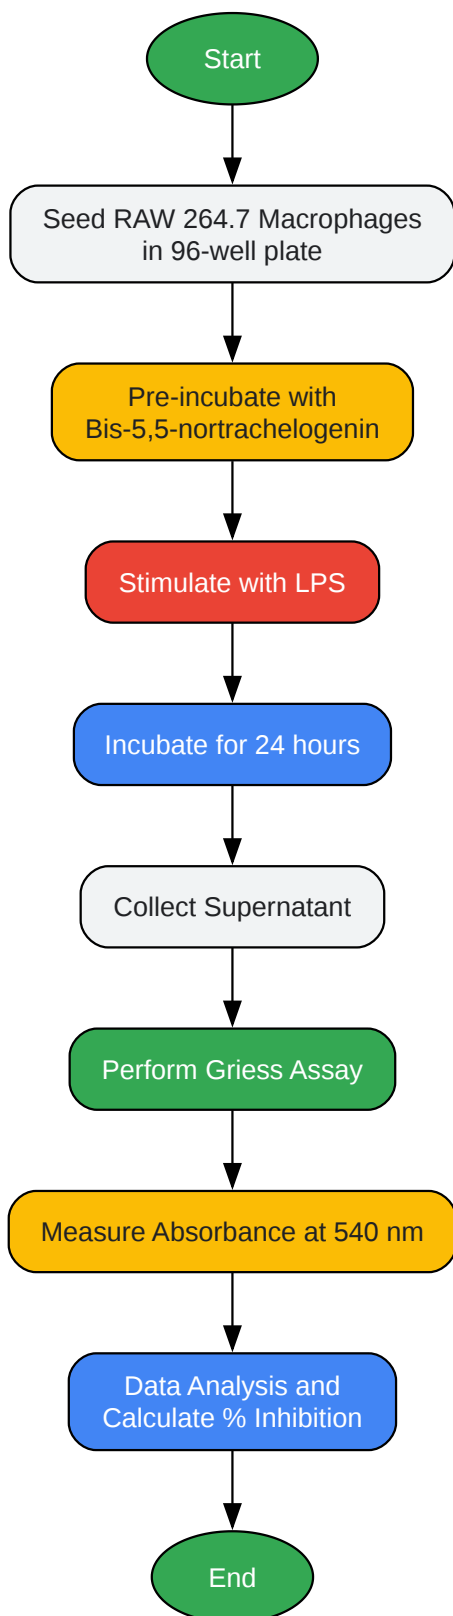 Start
Seed RAW 264.7 Macrophages
in 96-well plate
Pre-incubate with
Bis-5,5-nortrachelogenin
Stimulate with LPS
Incubate for 24 hours
Collect Supernatant
Perform Griess Assay
Measure Absorbance at 540 nm
Data Analysis and
Calculate % Inhibition
End